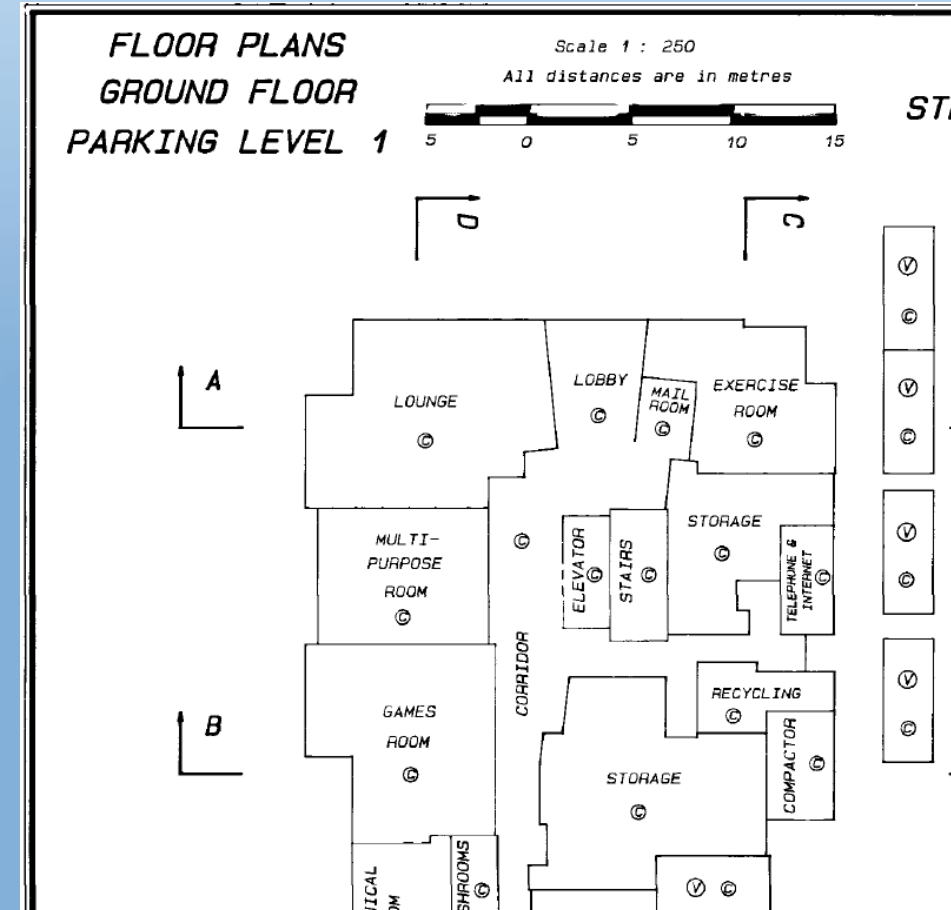 FLOOR PLANS
GROUND FLOOR
PARKING LEVEL 1
Scale 1 : 250
All distances are in metres
5 0 5 10 15
D
C
V
C
A
LOUNGE
C
LOBBY
C
MAIL
ROOM
C
EXERCISE
ROOM
C
V
C
MULTI-
PURPOSE
ROOM
C
C
ELEVATOR
C
STAIRS
C
STORAGE
C
TELEPHONE &
INTERNET
C
V
C
CORRIDOR
B
GAMES
ROOM
C
RECYCLING
C
STORAGE
C
COMPACTOR
C
V
C
C
V C